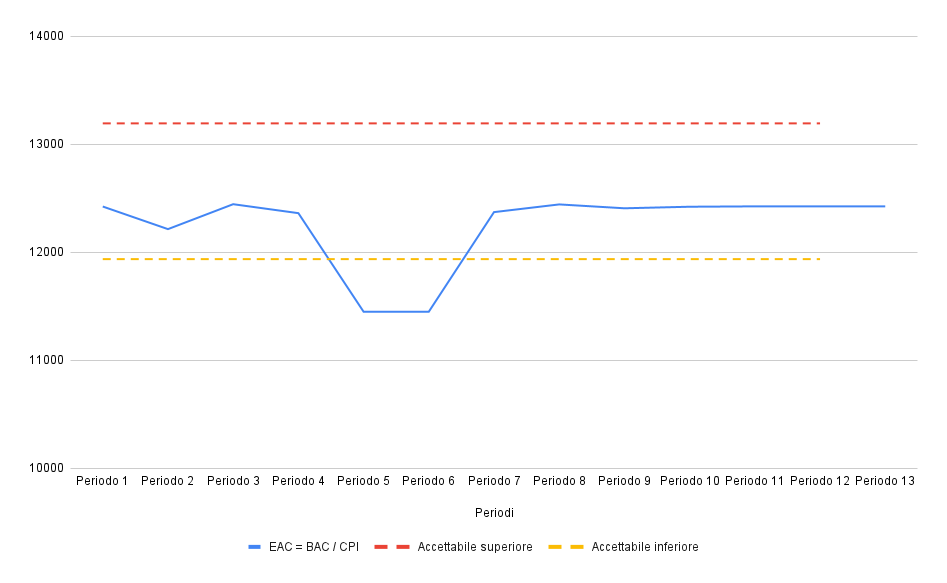 14000
13000
12000
11000
10000
Periodo 1 Periodo 2 Periodo 3 Periodo 4 Periodo 5 Periodo 6 Periodo 7 Periodo 8 Periodo 9 Periodo 10 Periodo 11 Periodo 12 Periodo 13
Periodi
EAC = BAC / CPI Accettabile superiore Accettabile inferiore